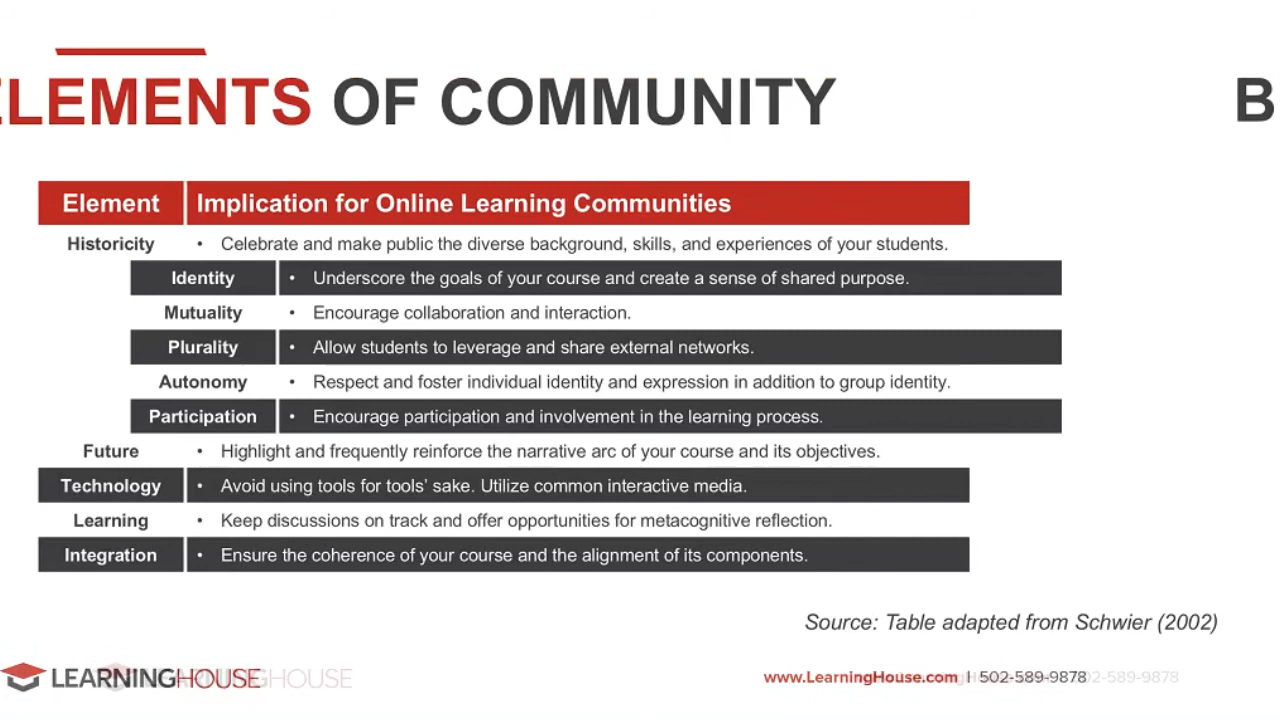 ELEMENTS OF COMMUNITY B
Element Implication for Online Learning Communities
Historicity • Celebrate and make public the diverse background, skills, and experiences of your students.
Identity • Underscore the goals of your course and create a sense of shared purpose.
Mutuality • Encourage collaboration and interaction.
Plurality • Allow students to leverage and share external networks.
Autonomy • Respect and foster individual identity and expression in addition to group identity.
Participation • Encourage participation and involvement in the learning process.
Future • Highlight and frequently reinforce the narrative arc of your course and its objectives.
Technology • Avoid using tools for tools’ sake. Utilize common interactive media.
Learning • Keep discussions on track and offer opportunities for metacognitive reflection.
Integration • Ensure the coherence of your course and the alignment of its components.
Source: Table adapted from Schwier (2002)
LEARNINGHOUSE www.LearningHouse.com | 502-589-9878